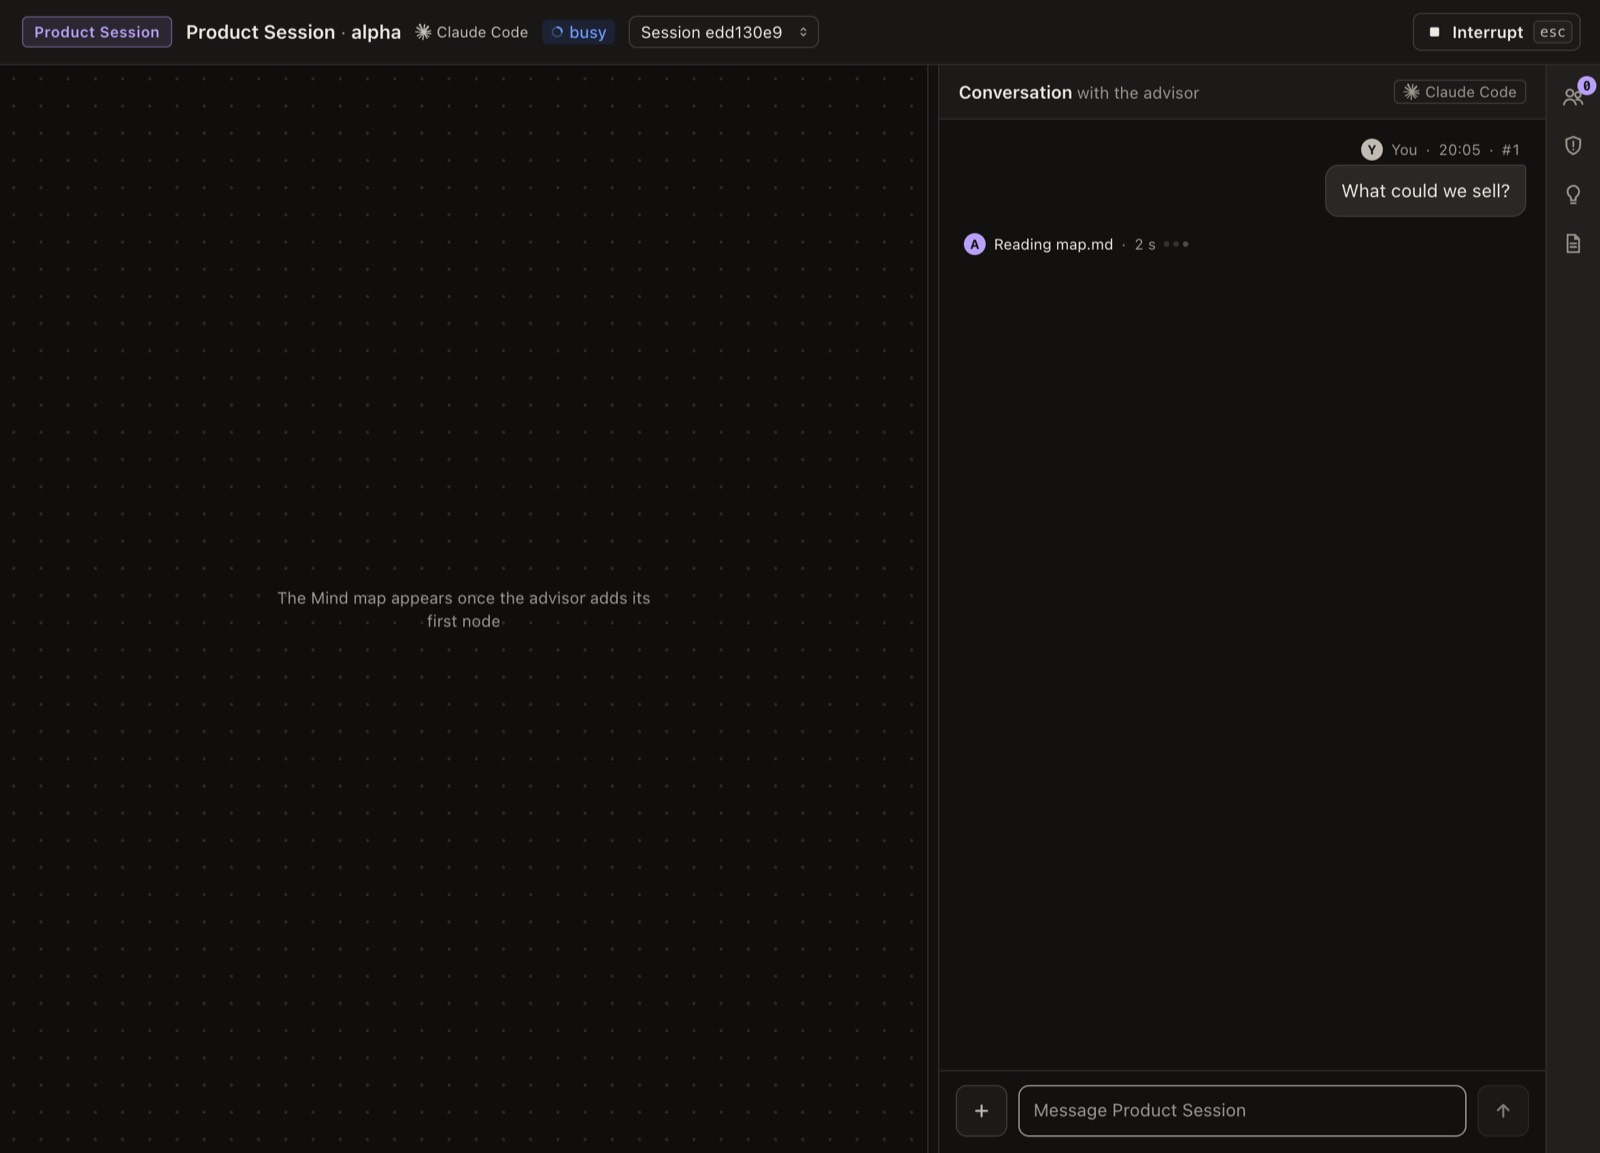 Product Session
Product Session · alpha
Claude Code
busy
Session edd130e9
Interrupt
esc
The Mind map appears once the advisor adds its
first node
Conversation with the advisor
Claude Code
0
Y You · 20:05 · #1
What could we sell?
A Reading map.md · 2 s
Message Product Session